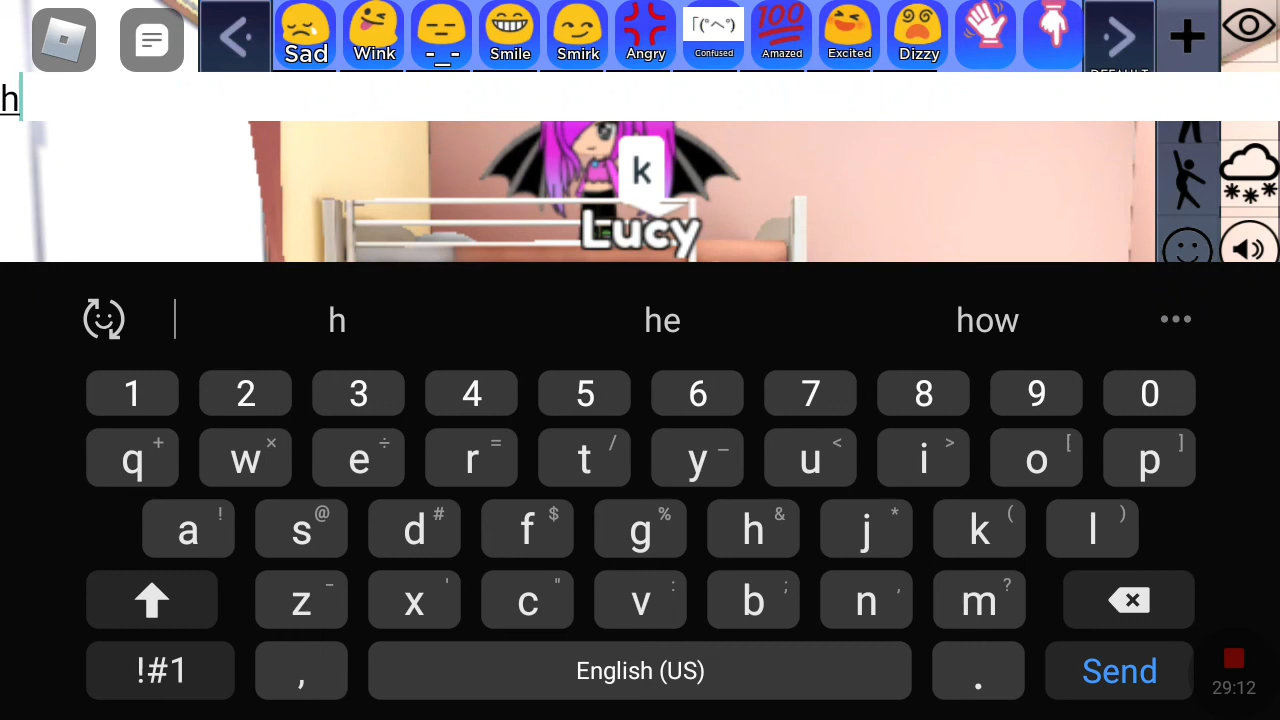 Sad Wink -_- Smile Smirk Angry 「(°ヘ°) Confused 100 Amazed Excited Dizzy
h
k
Lucy
h he how •••
1 2 3 4 5 6 7 8 9 0
q + w × e ÷ r = t / y _ u < i > o [ p ]
a ! s @ d # f $ g % h & j * k ( l )
z - x ' c " v : b ; n , m ?
!#1 , English (US) . Send
29:12